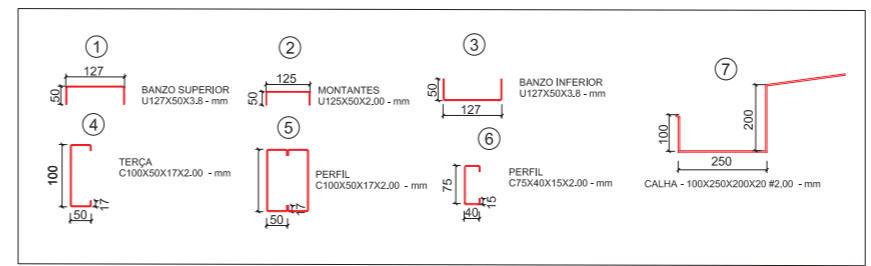 1
127
50
BANZO SUPERIOR
U127X50X3.8 - mm
2
125
50
MONTANTES
U125X50X2.00 - mm
3
50
127
BANZO INFERIOR
U127X50X3.8 - mm
4
100
50
17
TERÇA
C100X50X17X2.00 - mm
5
50
17
PERFIL
C100X50X17X2.00 - mm
6
75
40
15
PERFIL
C75X40X15X2.00 - mm
7
100
200
250
CALHA - 100X250X200X20 #2,00 - mm